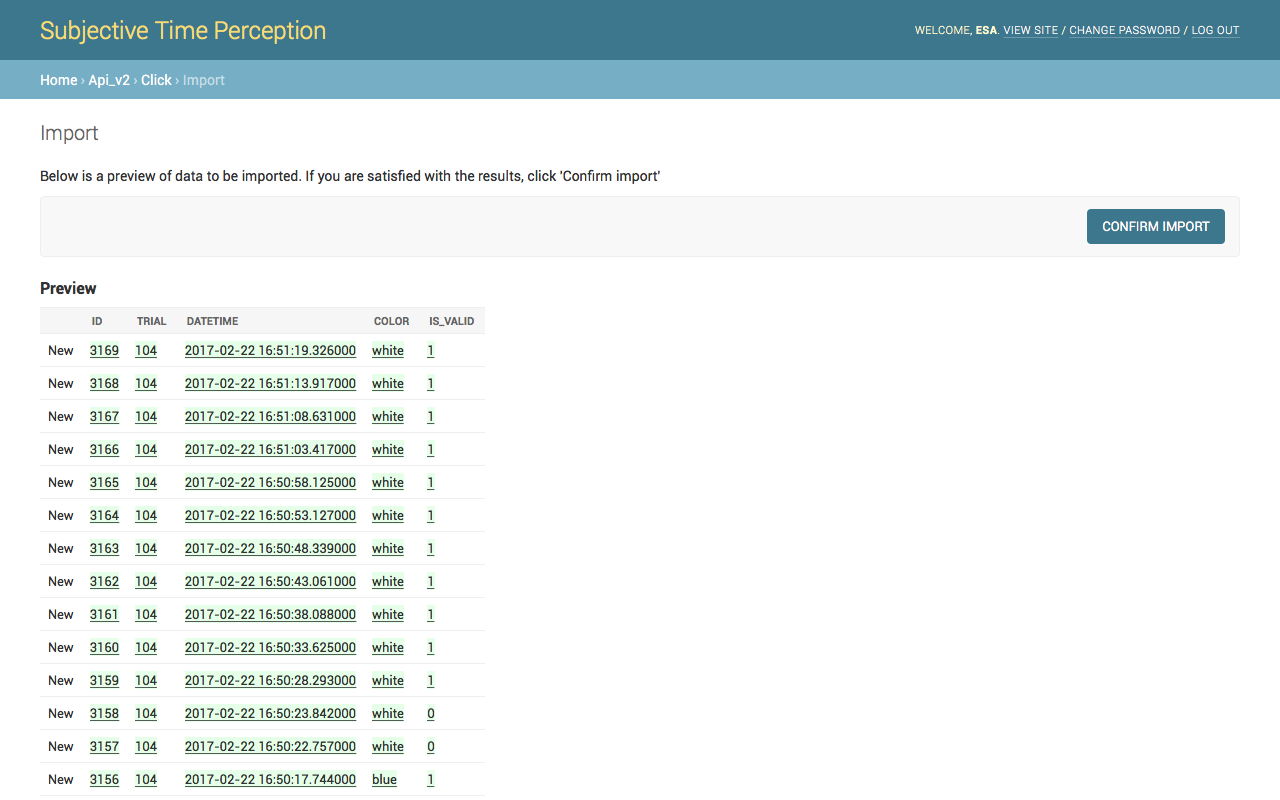 Subjective Time Perception
WELCOME, ESA. VIEW SITE / CHANGE PASSWORD / LOG OUT
Home › Api_v2 › Click › Import
Import
Below is a preview of data to be imported. If you are satisfied with the results, click 'Confirm import'
CONFIRM IMPORT
Preview
ID TRIAL DATETIME COLOR IS_VALID
New 3169 104 2017-02-22 16:51:19.326000 white 1
New 3168 104 2017-02-22 16:51:13.917000 white 1
New 3167 104 2017-02-22 16:51:08.631000 white 1
New 3166 104 2017-02-22 16:51:03.417000 white 1
New 3165 104 2017-02-22 16:50:58.125000 white 1
New 3164 104 2017-02-22 16:50:53.127000 white 1
New 3163 104 2017-02-22 16:50:48.339000 white 1
New 3162 104 2017-02-22 16:50:43.061000 white 1
New 3161 104 2017-02-22 16:50:38.088000 white 1
New 3160 104 2017-02-22 16:50:33.625000 white 1
New 3159 104 2017-02-22 16:50:28.293000 white 1
New 3158 104 2017-02-22 16:50:23.842000 white 0
New 3157 104 2017-02-22 16:50:22.757000 white 0
New 3156 104 2017-02-22 16:50:17.744000 blue 1